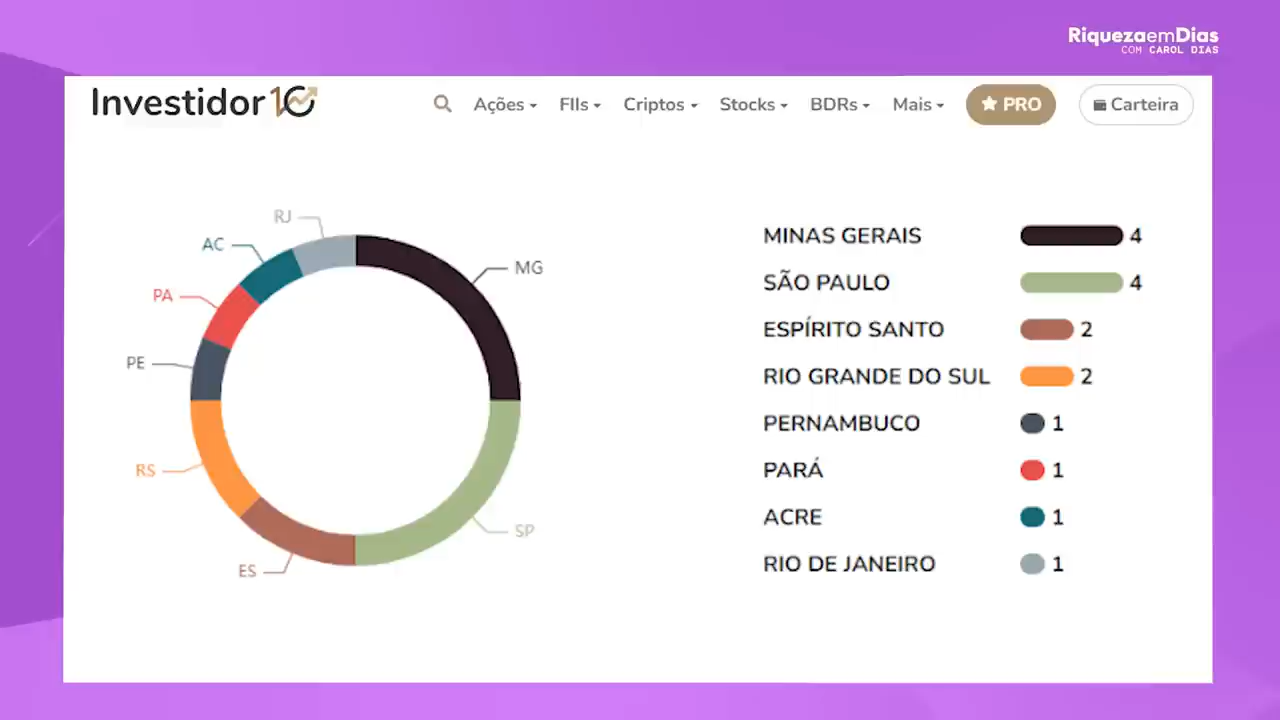 RiquezaemDias
COM CAROL DIAS
Investidor 10
Ações FIIs Criptos Stocks BDRs Mais PRO Carteira
RJ
AC
MG
PA
PE
RS
SP
ES
MINAS GERAIS 4
SÃO PAULO 4
ESPÍRITO SANTO 2
RIO GRANDE DO SUL 2
PERNAMBUCO 1
PARÁ 1
ACRE 1
RIO DE JANEIRO 1